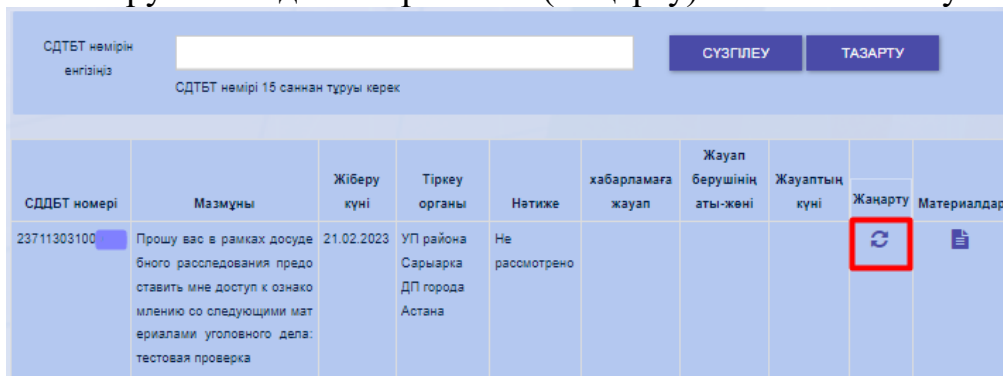 СДТБТ нөмірін
енгізіңіз
СҮЗГІЛЕУ
ТАЗАРТУ
СДТБТ нөмірі 15 саннан тұруы керек
СДДБТ номері
Мазмұны
Жіберу
күні
Тіркеу
органы
Нәтиже
хабарламаға
жауап
Жауап
берушінің
аты-жөні
Жауаптың
күні
Жаңарту
Материалдар
23711303100
Прошу вас в рамках досуде
бного расследования предо
ставить мне доступ к ознако
млению со следующими мат
ериалами уголовного дела:
тестовая проверка
21.02.2023
УП района
Сарыарка
ДП города
Астана
Не
рассмотрено